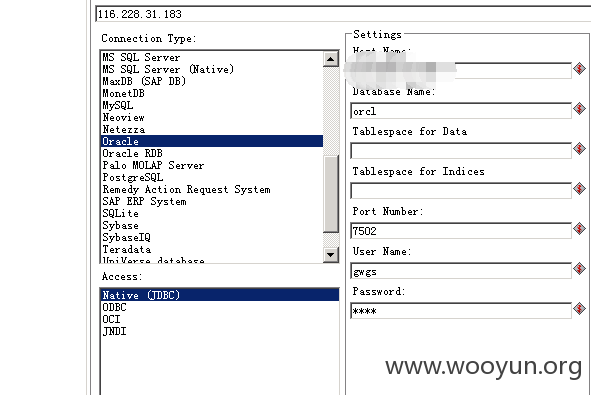 116.228.31.183
Connection Type:
MS SQL Server
MS SQL Server (Native)
MaxDB (SAP DB)
MonetDB
MySQL
Neoview
Netezza
Oracle
Oracle RDB
Palo MOLAP Server
PostgreSQL
Remedy Action Request System
SAP ERP System
SQLite
Sybase
SybaseIQ
Teradata
UniVerse database
Access:
Native (JDBC)
ODBC
OCI
JNDI
Settings
Host Name:
Database Name:
orcl
Tablespace for Data
Tablespace for Indices
Port Number:
7502
User Name:
gwgs
Password:
****
www.wooyun.org